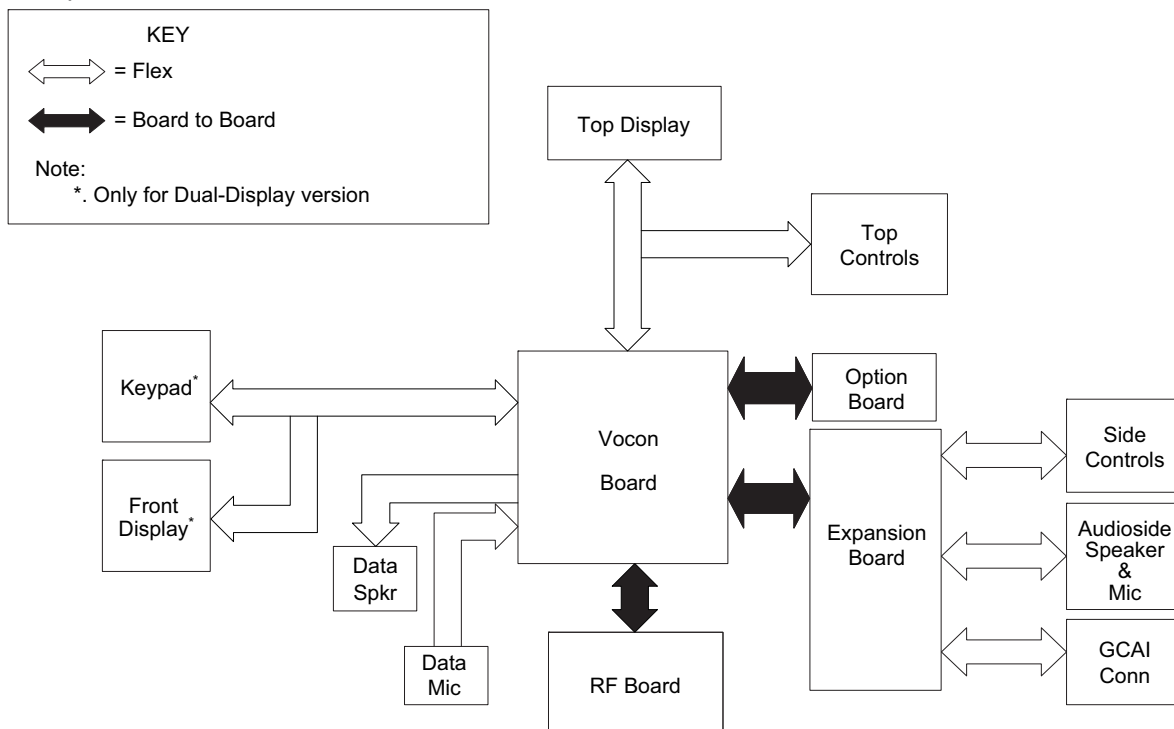 KEY
= Flex
= Board to Board
Note:
*. Only for Dual-Display version
Top Display
Top
Controls
Keypad*
Front
Display*
Vocon
Board
Option
Board
Expansion
Board
Side
Controls
Audioside
Speaker
&
Mic
GCAI
Conn
Data
Spkr
Data
Mic
RF Board